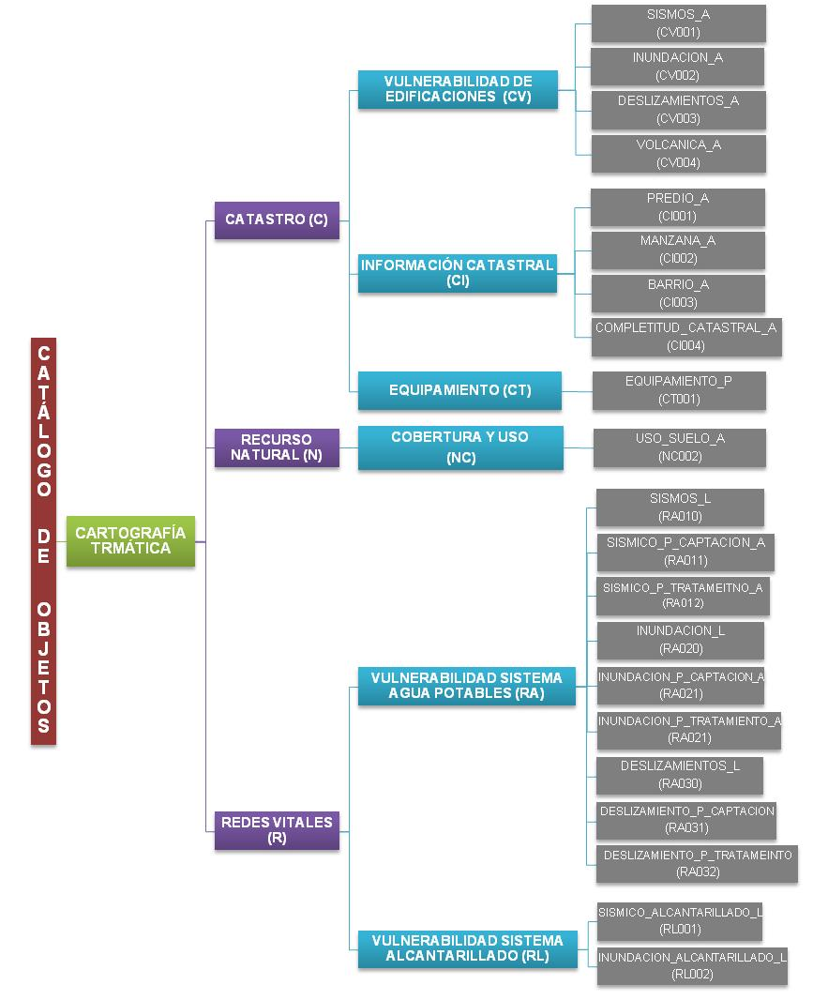 CATÁLOGO DE OBJETOS
CARTOGRAFÍA
TRMÁTICA
CATASTRO (C)
VULNERABILIDAD DE
EDIFICACIONES (CV)
SISMOS_A
(CV001)
INUNDACION_A
(CV002)
DESLIZAMIENTOS_A
(CV003)
VOLCANICA_A
(CV004)
INFORMACIÓN CATASTRAL
(CI)
PREDIO_A
(CI001)
MANZANA_A
(CI002)
BARRIO_A
(CI003)
COMPLETITUD_CATASTRAL_A
(CI004)
EQUIPAMIENTO (CT)
EQUIPAMIENTO_P
(CT001)
RECURSO
NATURAL (N)
COBERTURA Y USO
(NC)
USO_SUELO_A
(NC002)
REDES VITALES
(R)
VULNERABILIDAD SISTEMA
AGUA POTABLES (RA)
SISMOS_L
(RA010)
SISMICO_P_CAPTACION_A
(RA011)
SISMICO_P_TRATAMEITNO_A
(RA012)
INUNDACION_L
(RA020)
INUNDACION_P_CAPTACION_A
(RA021)
INUNDACION_P_TRATAMIENTO_A
(RA021)
DESLIZAMIENTOS_L
(RA030)
DESLIZAMIENTO_P_CAPTACION
(RA031)
DESLIZAMIENTO_P_TRATAMEINTO
(RA032)
VULNERABILIDAD SISTEMA
ALCANTARILLADO (RL)
SISMICO_ALCANTARILLADO_L
(RL001)
INUNDACION_ALCANTARILLADO_L
(RL002)